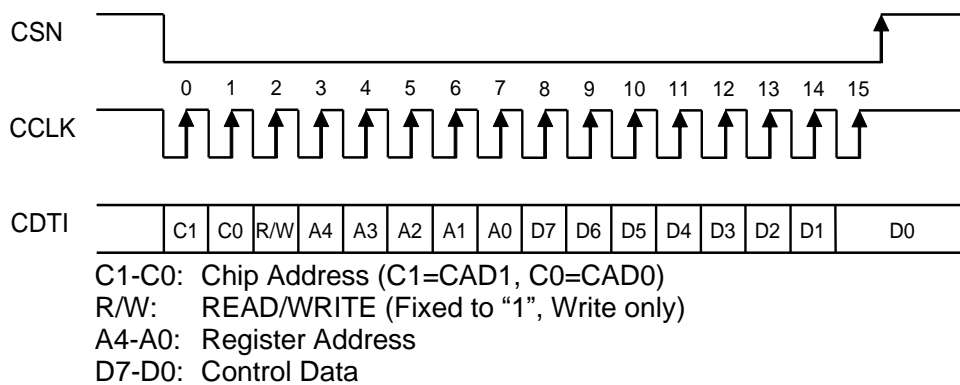 CSN
0 1 2 3 4 5 6 7 8 9 10 11 12 13 14 15
CCLK
CDTI C1 C0 R/W A4 A3 A2 A1 A0 D7 D6 D5 D4 D3 D2 D1 D0
C1-C0: Chip Address (C1=CAD1, C0=CAD0)
R/W: READ/WRITE (Fixed to “1”, Write only)
A4-A0: Register Address
D7-D0: Control Data